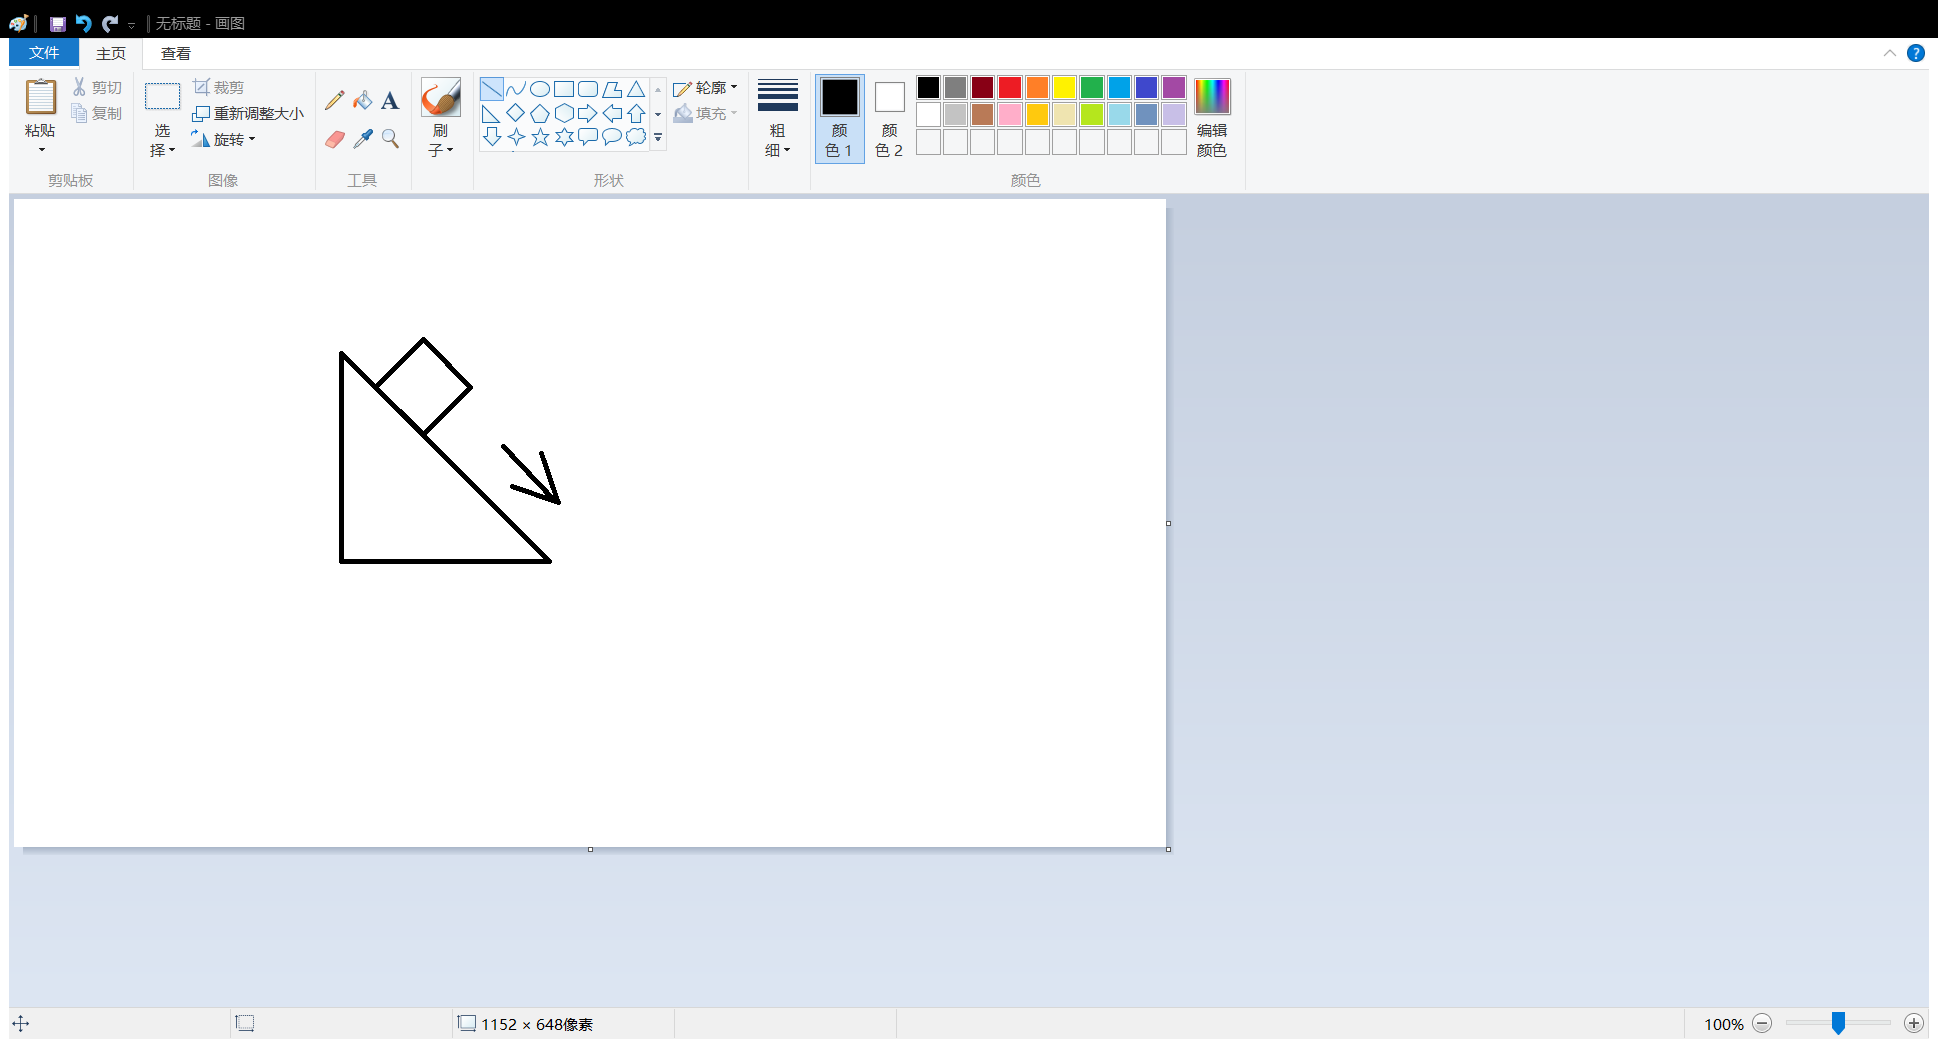 无标题 - 画图
文件 主页 查看
粘贴 剪切 复制 剪贴板
选择 裁剪 重新调整大小 旋转 图像
A
工具
刷子
轮廓 填充 形状
粗细
颜色 1 颜色 2 编辑颜色 颜色
1152 × 648像素 100%